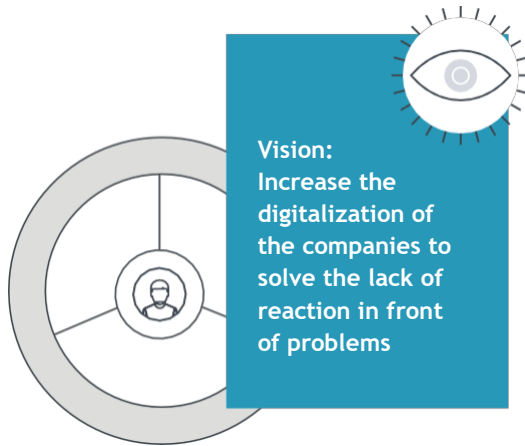 Vision:
Increase the
digitalization of
the companies to
solve the lack of
reaction in front
of problems